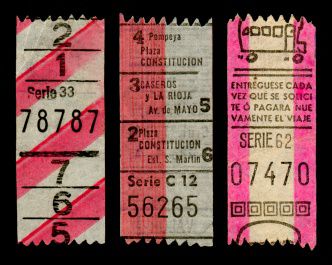 2
1
Serie 33
78787
7
6
5
4 Pompeya
Plaza
CONSTITUCION
3 CASEROS
y LA RIOJA
Av. de MAYO 5
2 Plaza
CONSTITUCION
Est. S. Martin 6
Serie C 12
56265
ENTRÉGUESE CADA
VEZ QUE SE SOLICI
TE Ó PAGARA NUE
VAMENTE EL VIAJE
SERIE 62
07470